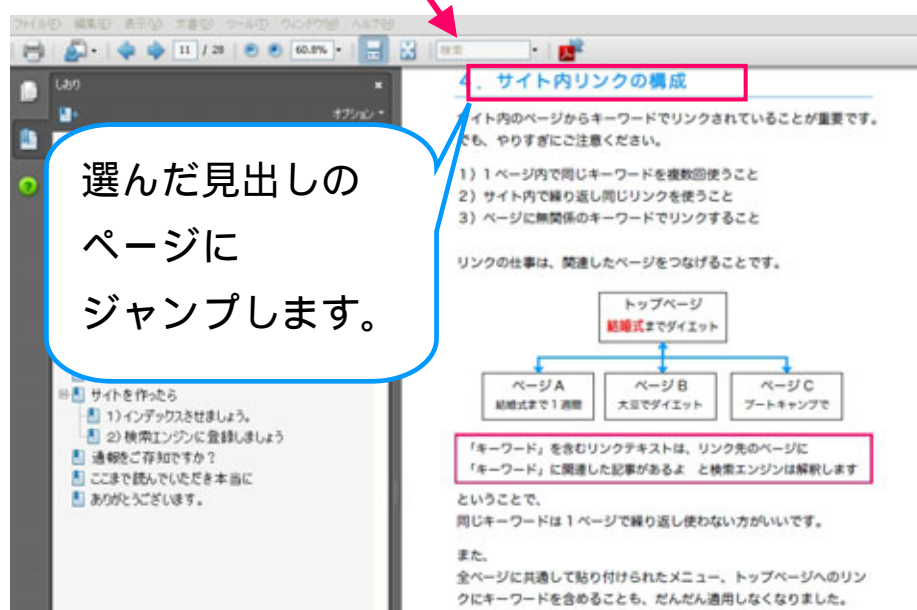 ファイル(F) 編集(E) 表示(V) 文書(D) ツール(T) ウィンドウ(W) ヘルプ(H)
11 / 28 60.8% 検索
しおり
オプション
選んだ見出しの
ページに
ジャンプします。
サイトを作ったら
1)インデックスさせましょう。
2)検索エンジンに登録しましょう
通報をご存知ですか?
ここまで読んでいただき本当に
ありがとうございます。
4．サイト内リンクの構成
イト内のページからキーワードでリンクされていることが重要です。
でも、やりすぎにご注意ください。
1）1ページ内で同じキーワードを複数回使うこと
2）サイト内で繰り返し同じリンクを使うこと
3）ページに無関係のキーワードでリンクすること
リンクの仕事は、関連したページをつなげることです。
トップページ
結婚式までダイエット
ページA
結婚式まで1週間
ページB
大豆でダイエット
ページC
ブートキャンプで
「キーワード」を含むリンクテキストは、リンク先のページに
「キーワード」に関連した記事があるよ と検索エンジンは解釈します
ということで、
同じキーワードは1ページで繰り返し使わない方がいいです。
また、
全ページに共通して貼り付けられたメニュー、トップページへのリン
クにキーワードを含めることも、だんだん通用しなくなりました。